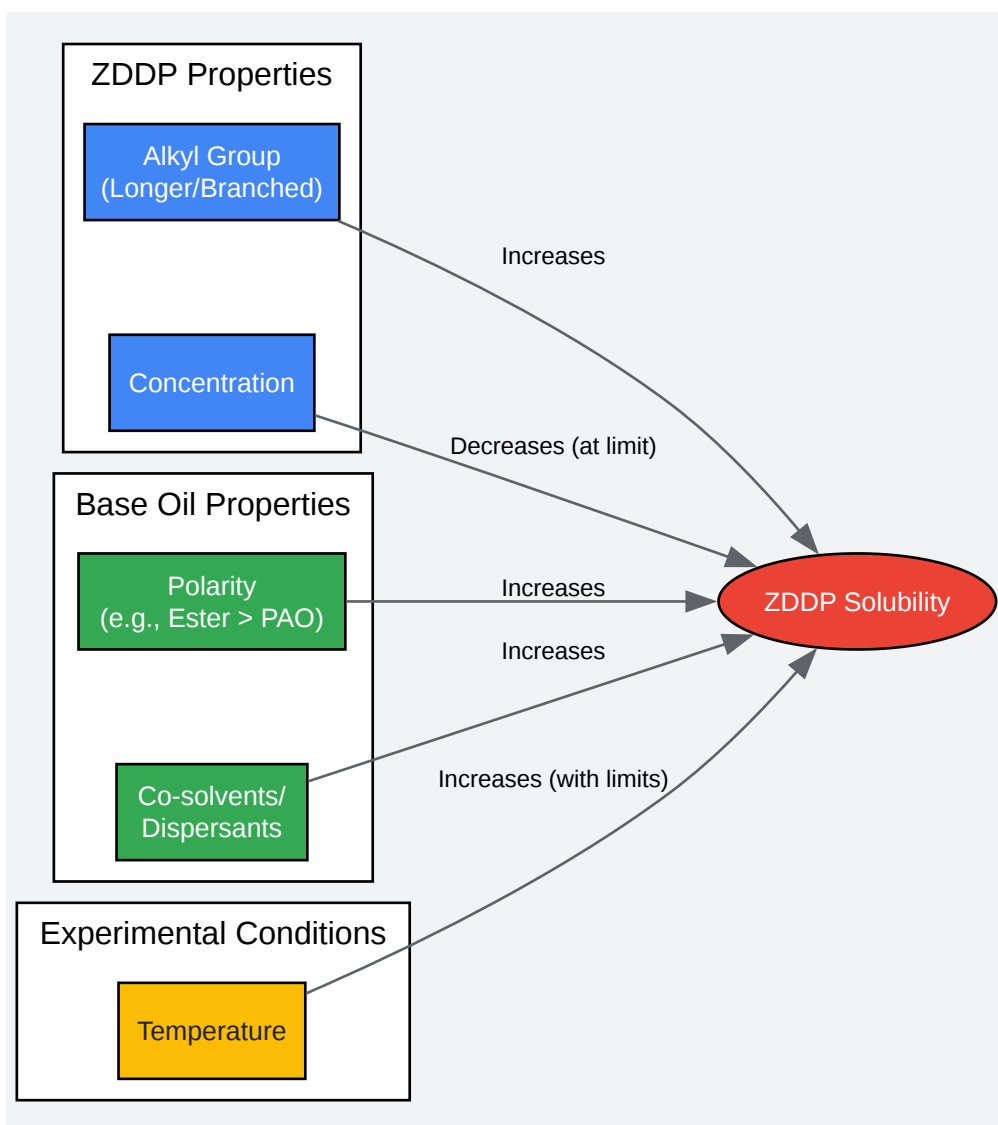 ZDDP Properties
Alkyl Group
(Longer/Branched)
Increases
Concentration
Decreases (at limit)
Base Oil Properties
Polarity
(e.g., Ester > PAO)
Increases
ZDDP Solubility
Increases
Co-solvents/
Dispersants
Increases (with limits)
Experimental Conditions
Temperature